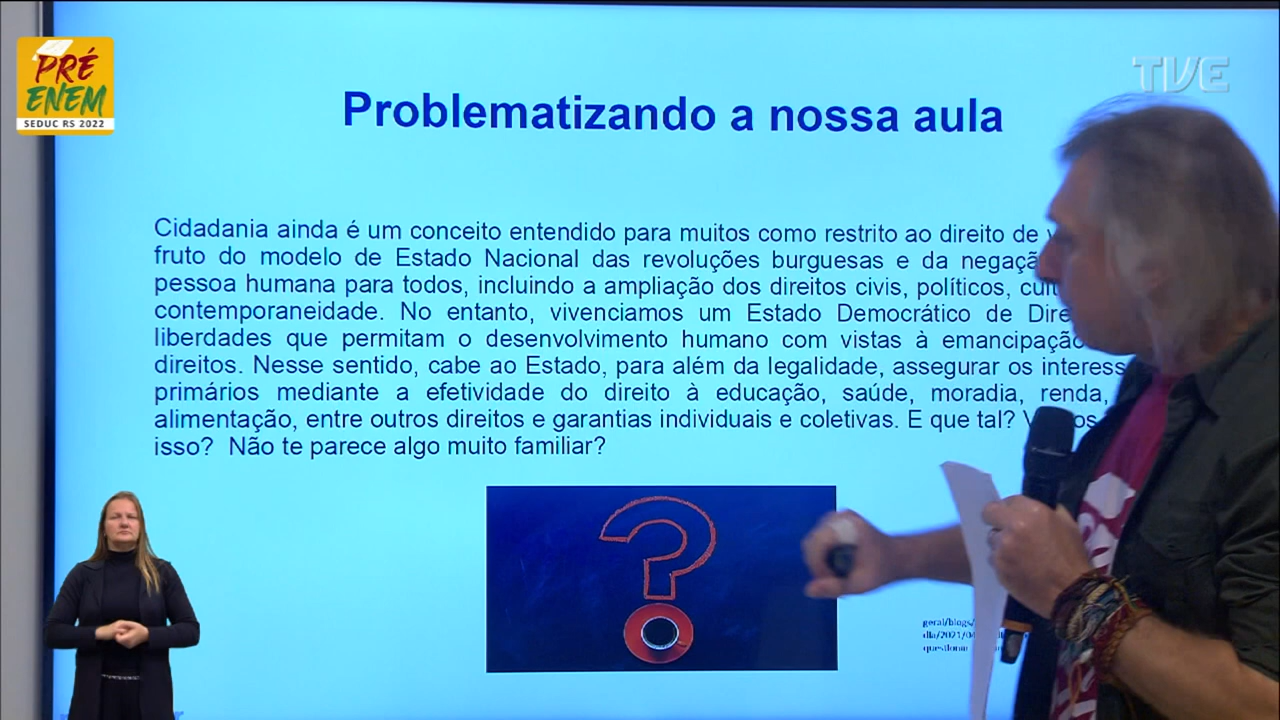 PRÉ
ENEM
SEDUC RS 2022
TVE
Problematizando a nossa aula
Cidadania ainda é um conceito entendido para muitos como restrito ao direito de
fruto do modelo de Estado Nacional das revoluções burguesas e da
pessoa humana para todos, incluindo a ampliação dos direitos civis, políticos,
contemporaneidade. No entanto, vivenciamos um Estado Democrático de
liberdades que permitam o desenvolvimento humano com vistas à emancipação
direitos. Nesse sentido, cabe ao Estado, para além da legalidade, assegurar os
primários mediante a efetividade do direito à educação, saúde, moradia, renda,
alimentação, entre outros direitos e garantias individuais e coletivas. E que tal?
isso? Não te parece algo muito familiar?
?
geral/blogs/